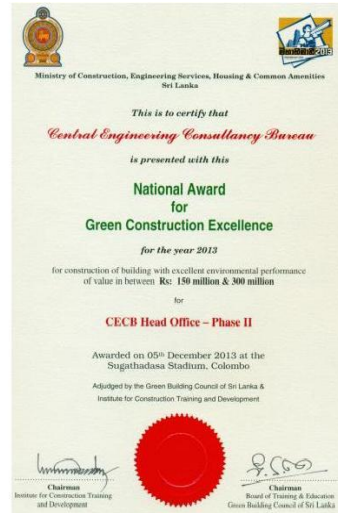 Ministry of Construction, Engineering Services, Housing & Common Amenities
Sri Lanka
This is to certify that
Central Engineering Consultancy Bureau
is presented with this
National Award
for
Green Construction Excellence
for the year 2013
for construction of building with excellent environmental performance
of value in between Rs: 150 million & 300 million
for
CECB Head Office – Phase II
Awarded on 05th December 2013 at the
Sugathadasa Stadium, Colombo
Adjudged by the Green Building Council of Sri Lanka &
Institute for Construction Training and Development
Chairman
Institute for Construction Training
and Development
Chairman
Board of Training & Education
Green Building Council of Sri Lanka